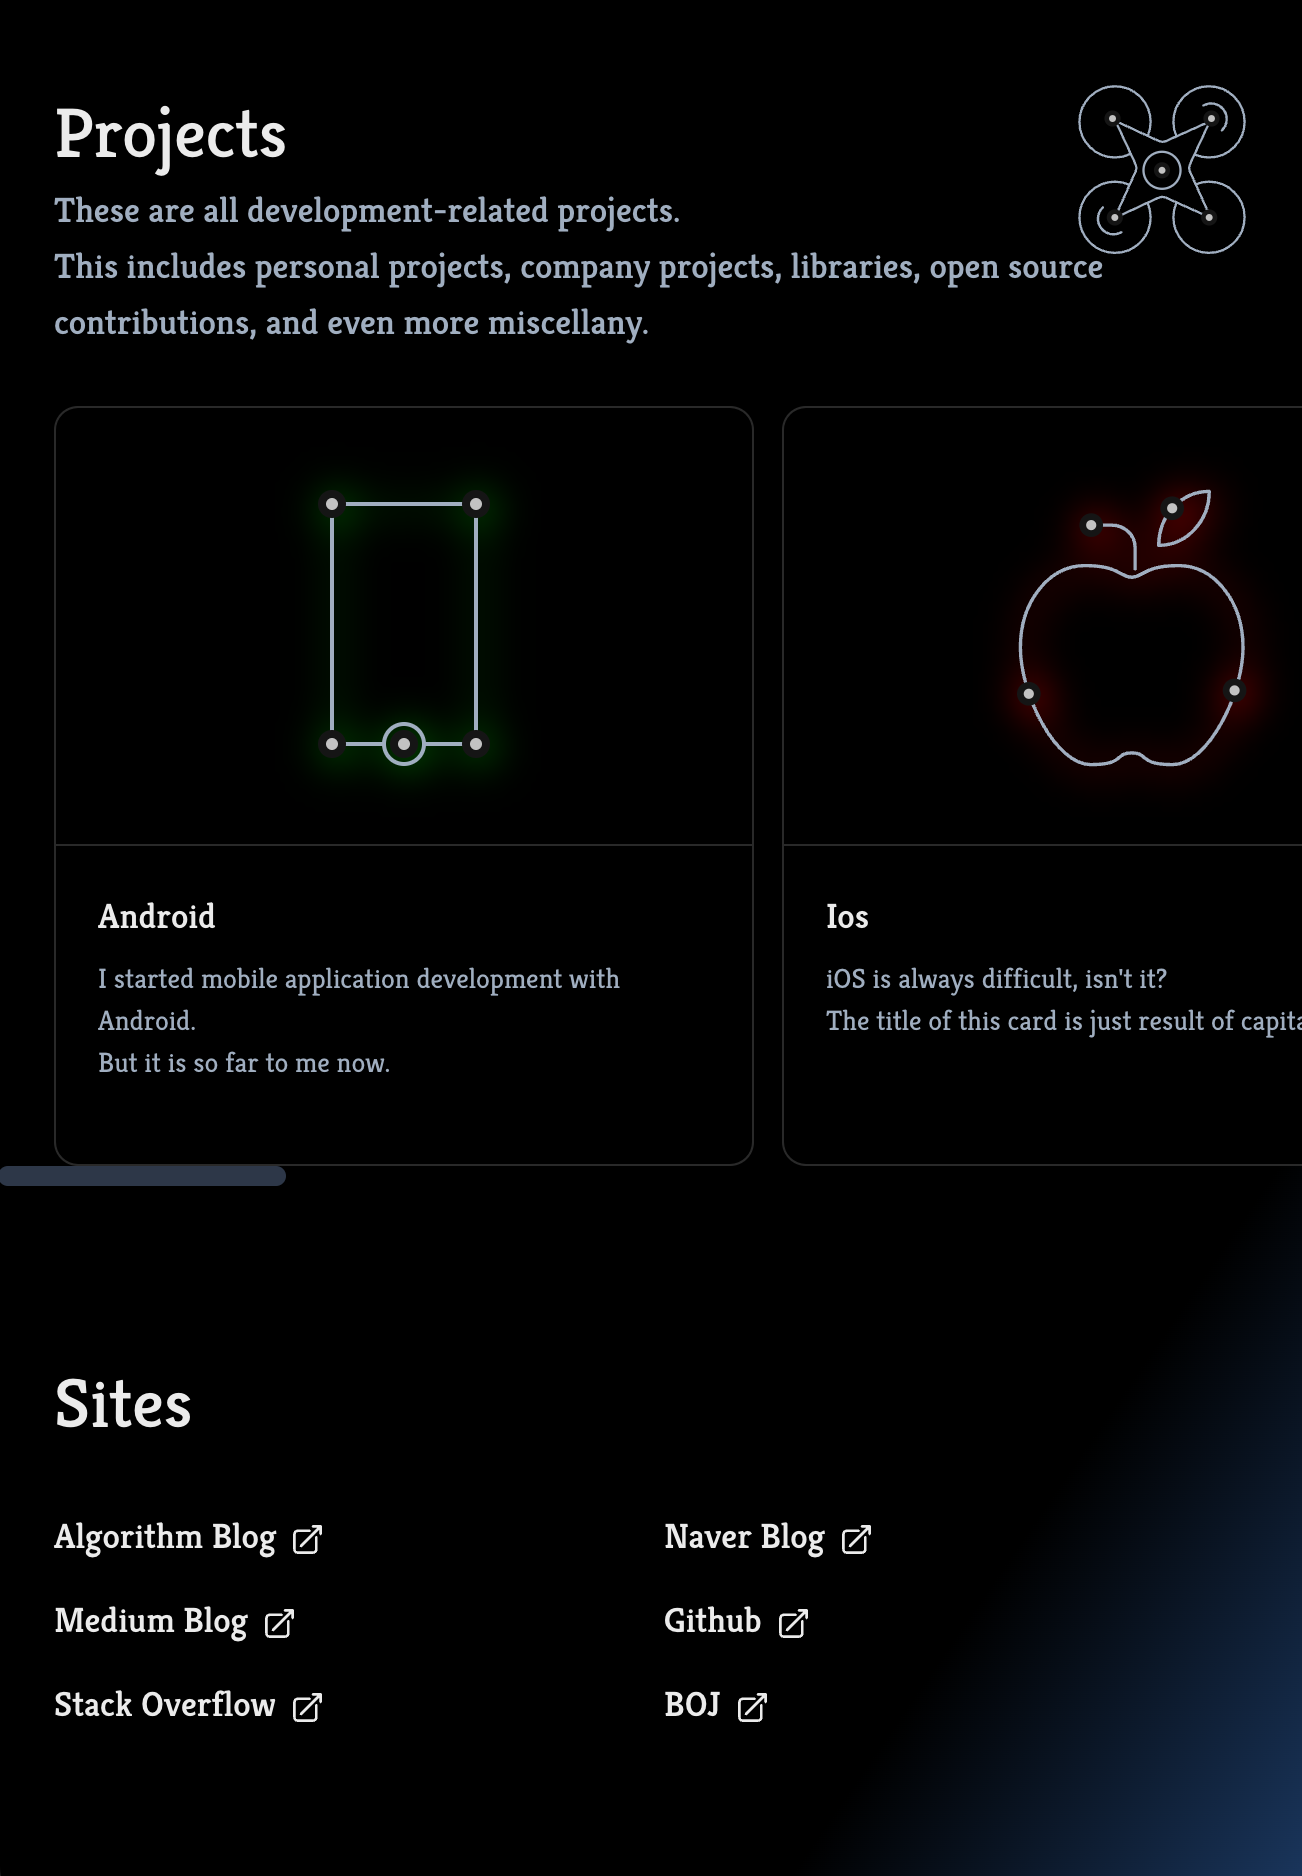 Projects
These are all development-related projects.
This includes personal projects, company projects, libraries, open source
contributions, and even more miscellany.
Android
I started mobile application development with
Android.
But it is so far to me now.
Ios
iOS is always difficult, isn't it?
The title of this card is just result of
Sites
Algorithm Blog
Naver Blog
Medium Blog
Github
Stack Overflow
BOJ